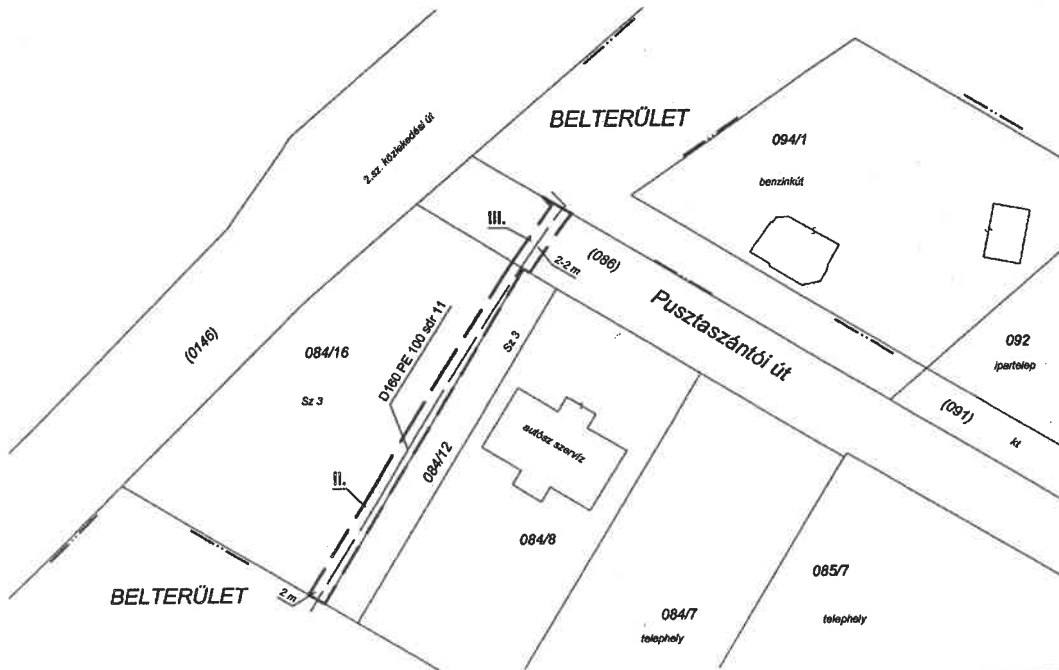 BELTERÜLET
2.sz. közlekedési út
094/1
benzinkút
III.
2-2 m
(086)
Pusztaszántói út
(0146)
084/16
Sz 3
D160 PE 100 sdr 11
Sz 3
092
ipartelep
(091)
kt
autósz szervíz
084/12
II.
084/8
085/7
telephely
2 m
BELTERÜLET
084/7
telephely